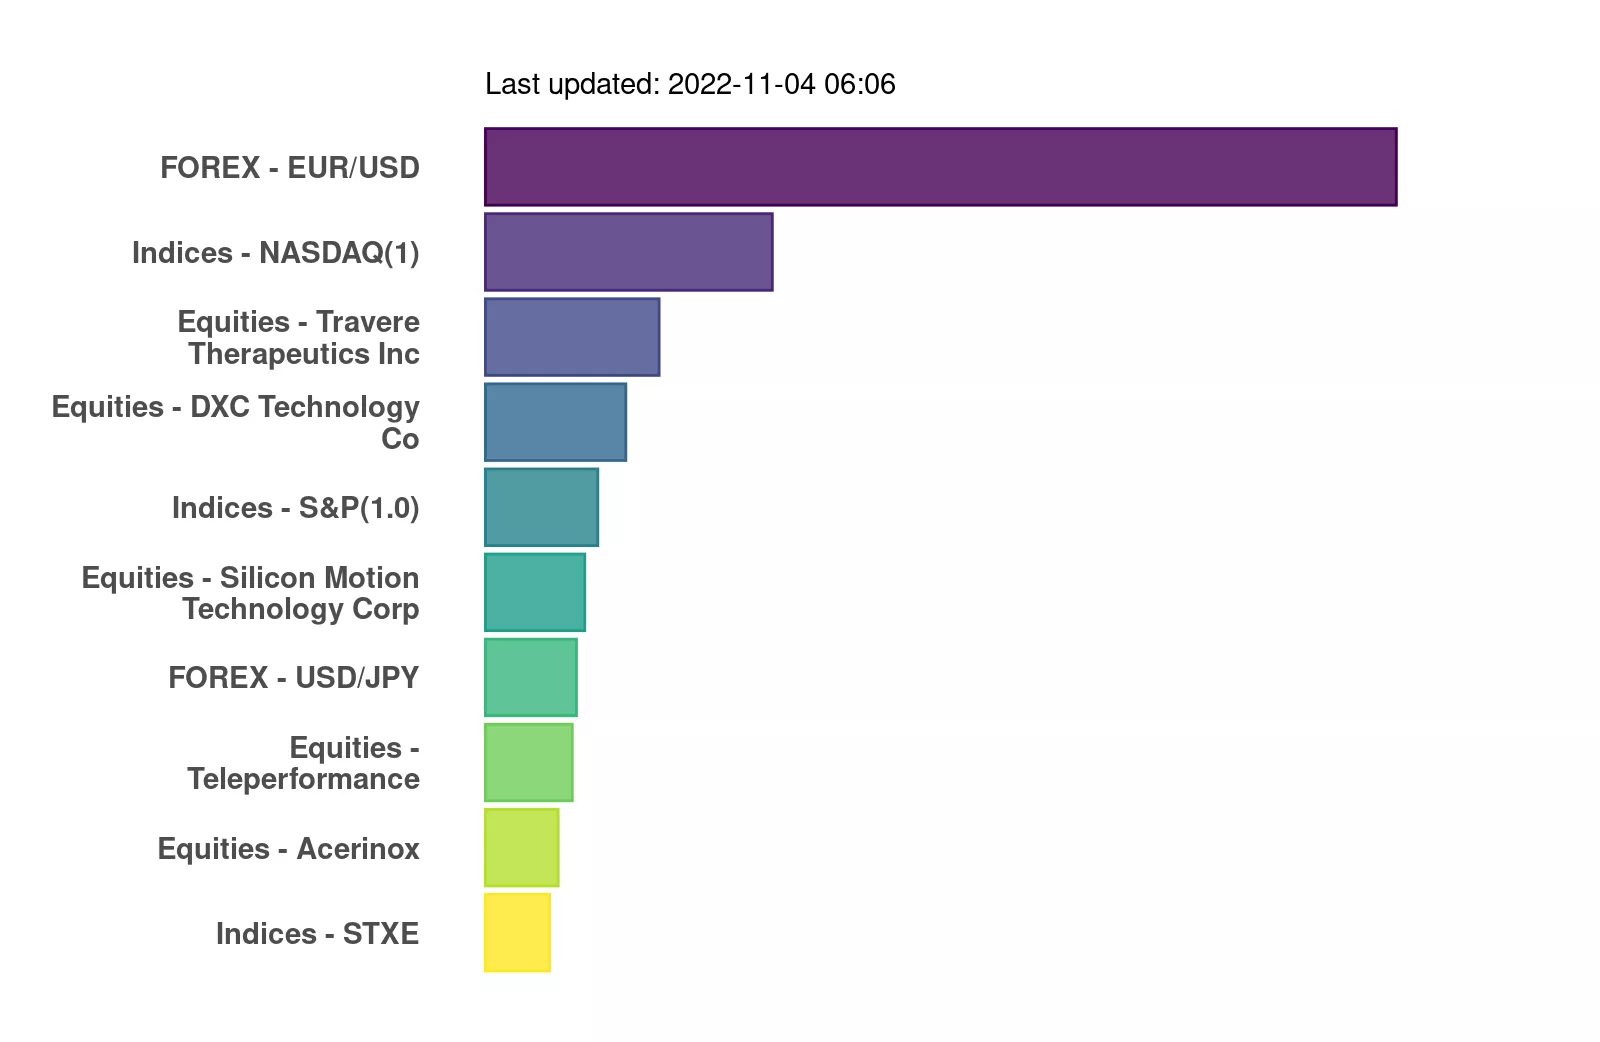 Last updated: 2022-11-04 06:06
FOREX - EUR/USD
Indices - NASDAQ(1)
Equities - Travere
Therapeutics Inc
Equities - DXC Technology
Co
Indices - S&P(1.0)
Equities - Silicon Motion
Technology Corp
FOREX - USD/JPY
Equities -
Teleperformance
Equities - Acerinox
Indices - STXE